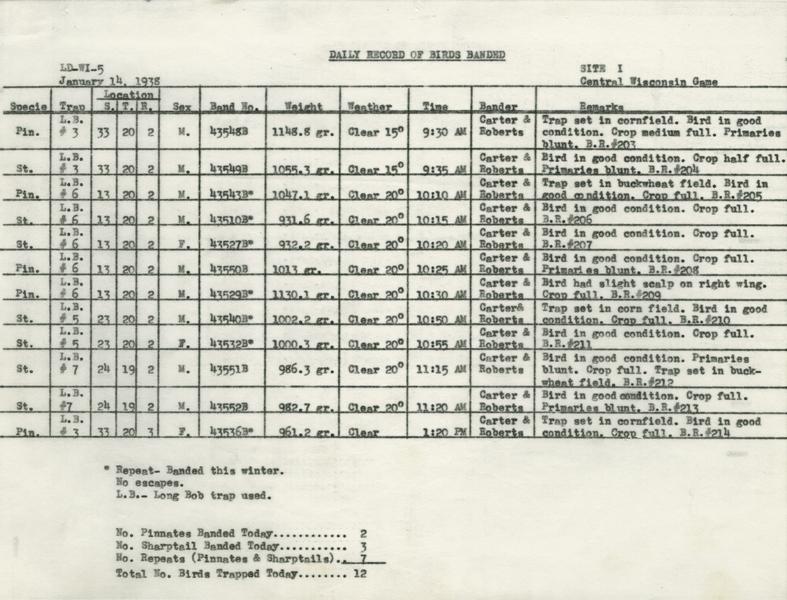 DAILY RECORD OF BIRDS BANDED
LD-WI-5 SITE I
January 14, 1938 Central Wisconsin Game
Location
Specie Trap S. T. R. Sex Band No. Weight Weather Time Bander Remarks
L.B. Carter & Trap set in cornfield. Bird in good
Pin. # 3 33 20 2 M. 43548B 1148.8 gr. Clear 15° 9:30 AM Roberts condition. Crop medium full. Primaries
blunt. B.R.#203
L.B. Carter & Bird in good condition. Crop half full.
St. # 3 33 20 2 M. 43549B 1055.3 gr. Clear 15° 9:35 AM Roberts Primaries blunt. B.R.#204
L.B. Carter & Trap set in buckwheat field. Bird in
Pin. # 6 13 20 2 M. 43543B* 1047.1 gr. Clear 20° 10:10 AM Roberts good condition. Crop full. B.R.#205
L.B. Carter & Bird in good condition. Crop full.
St. # 6 13 20 2 M. 43510B* 931.6 gr. Clear 20° 10:15 AM Roberts B.R.#206
L.B. Carter & Bird in good condition. Crop full.
St. # 6 13 20 2 F. 43527B* 932.2 gr. Clear 20° 10:20 AM Roberts B.R.#207
L.B. Carter & Bird in good condition. Crop full.
Pin. # 6 13 20 2 M. 43550B 1013 gr. Clear 20° 10:25 AM Roberts Primaries blunt. B.R.#208
L.B. Carter & Bird had slight scalp on right wing.
Pin. # 6 13 20 2 M. 43529B* 1130.1 gr. Clear 20° 10:30 AM Roberts Crop full. B.R.#209
L.B. Carter& Trap set in corn field. Bird in good
St. # 5 23 20 2 M. 43540B* 1002.2 gr. Clear 20° 10:50 AM Roberts condition. Crop full. B.R.#210
L.B. Carter & Bird in good condition. Crop full.
St. # 5 23 20 2 F. 43532B* 1000.3 gr. Clear 20° 10:55 AM Roberts B.R.#211
L.B. Carter & Bird in good condition. Primaries
St. # 7 24 19 2 M. 43551B 986.3 gr. Clear 20° 11:15 AM Roberts blunt. Crop full. Trap set in buck-
wheat field. B.R.#212
L.B. Carter & Bird in good condition. Crop full.
St. #7 24 19 2 M. 43552B 982.7 gr. Clear 20° 11:20 AM Roberts Primaries blunt. B.R.#213
L.B. Carter & Trap set in cornfield. Bird in good
Pin. # 3 33 20 3 F. 43536B* 961.2 gr. Clear 1:20 PM Roberts condition. Crop full. B.R.#214
* Repeat- Banded this winter.
No escapes.
L.B.- Long Bob trap used.
No. Pinnates Banded Today............ 2
No. Sharptail Banded Today........... 3
No. Repeats (Pinnates & Sharptails).. 7
Total No. Birds Trapped Today........ 12